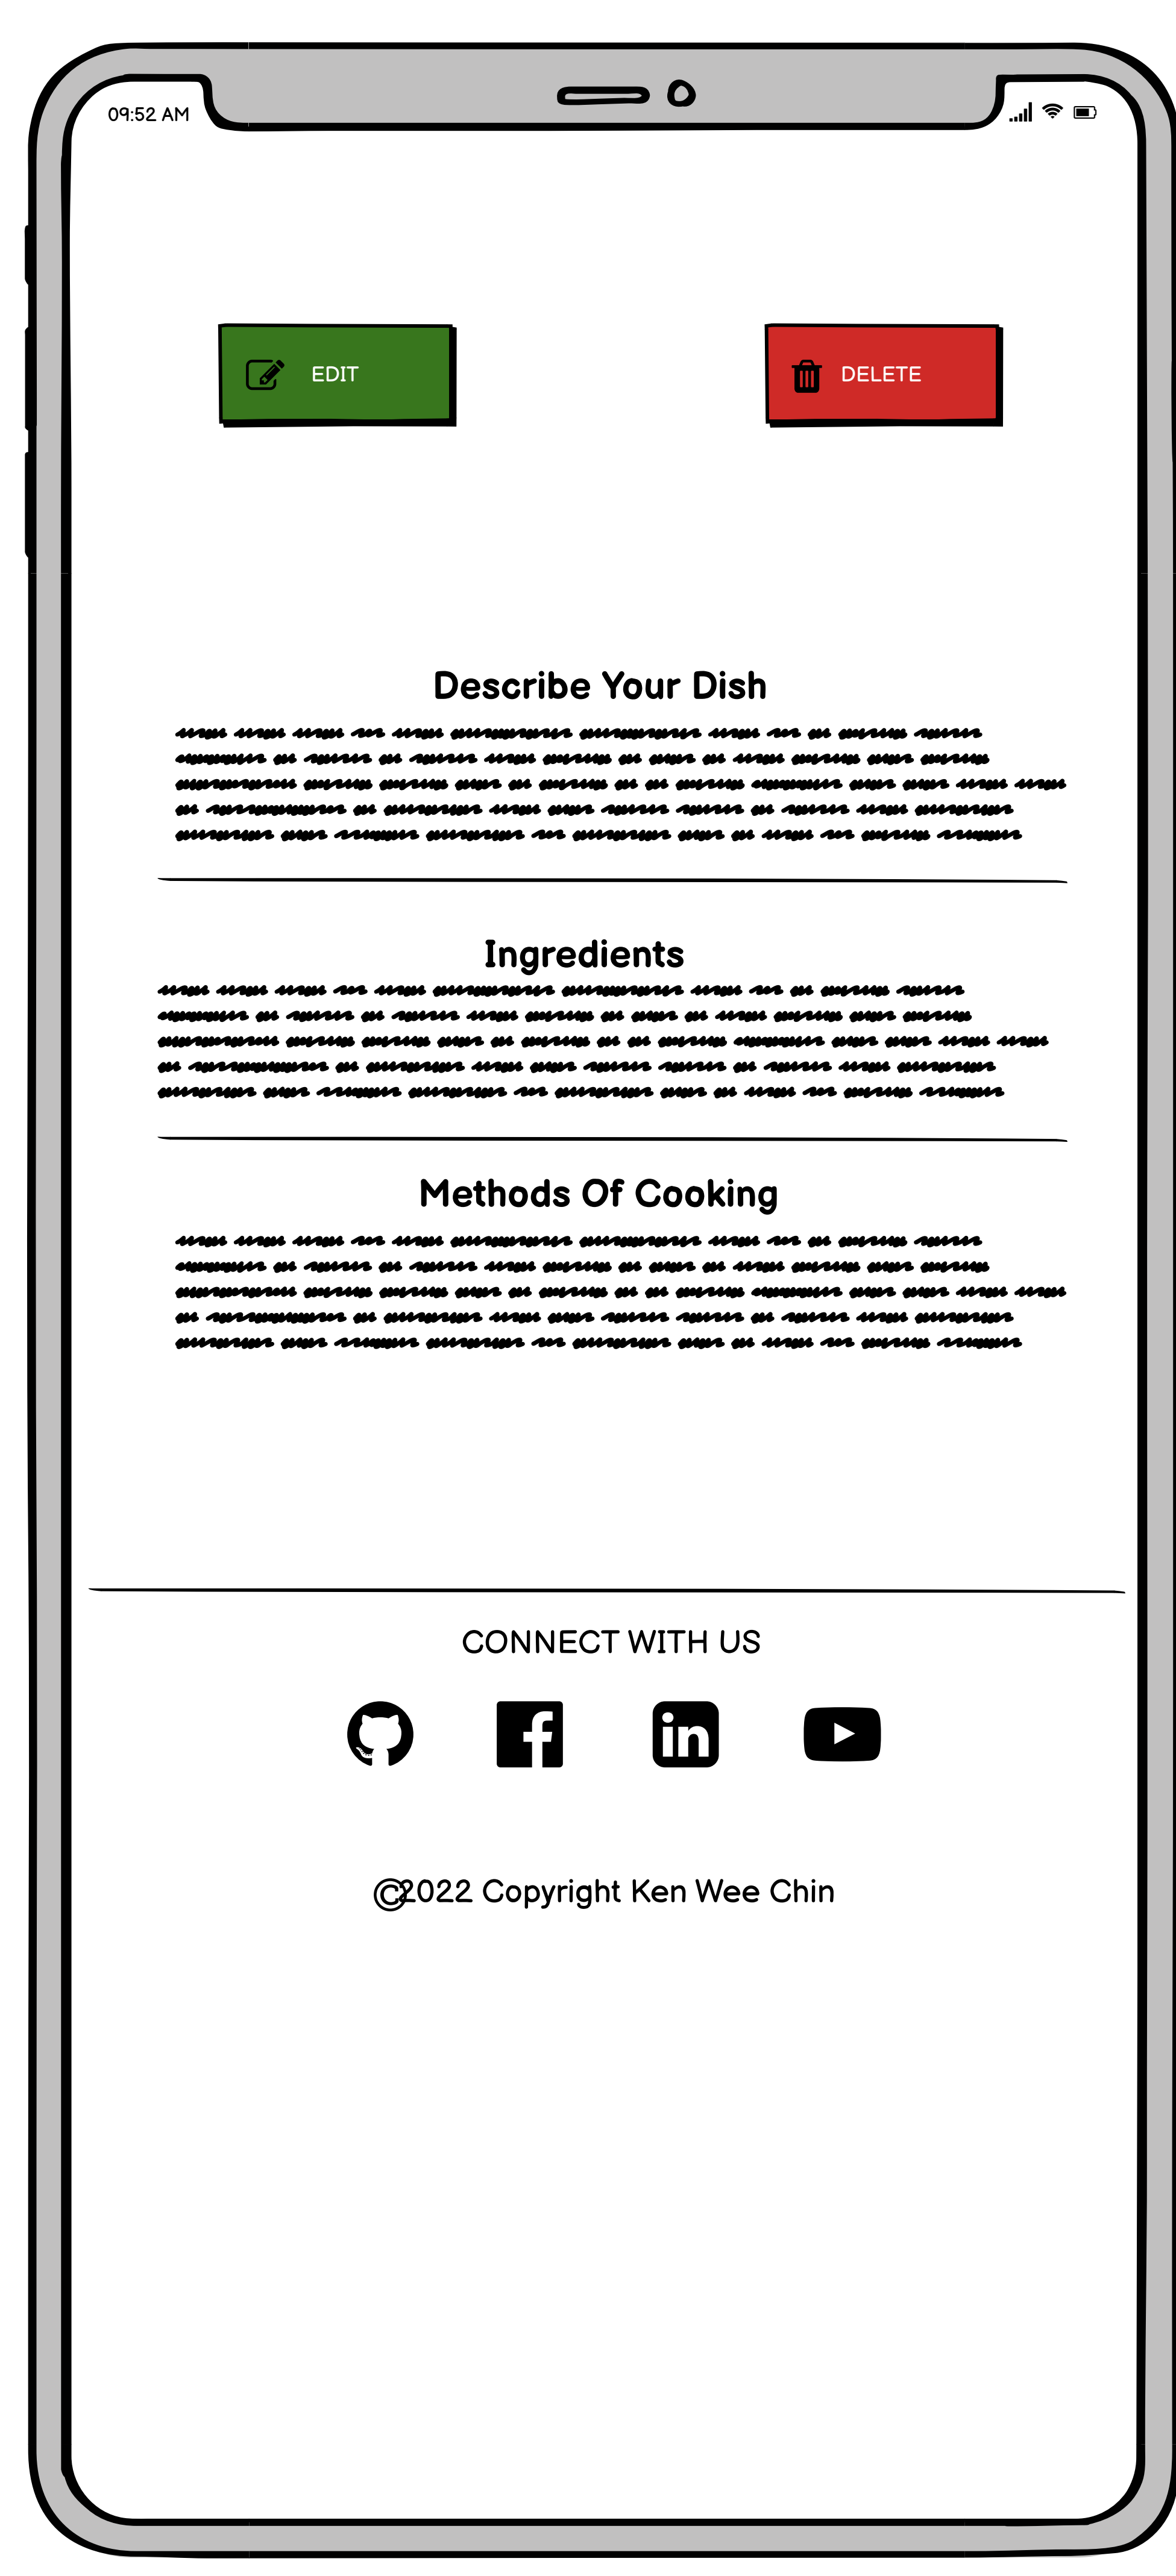 09:52 AM
EDIT
DELETE
Describe Your Dish
Ingredients
Methods Of Cooking
CONNECT WITH US
©2022 Copyright Ken Wee Chin